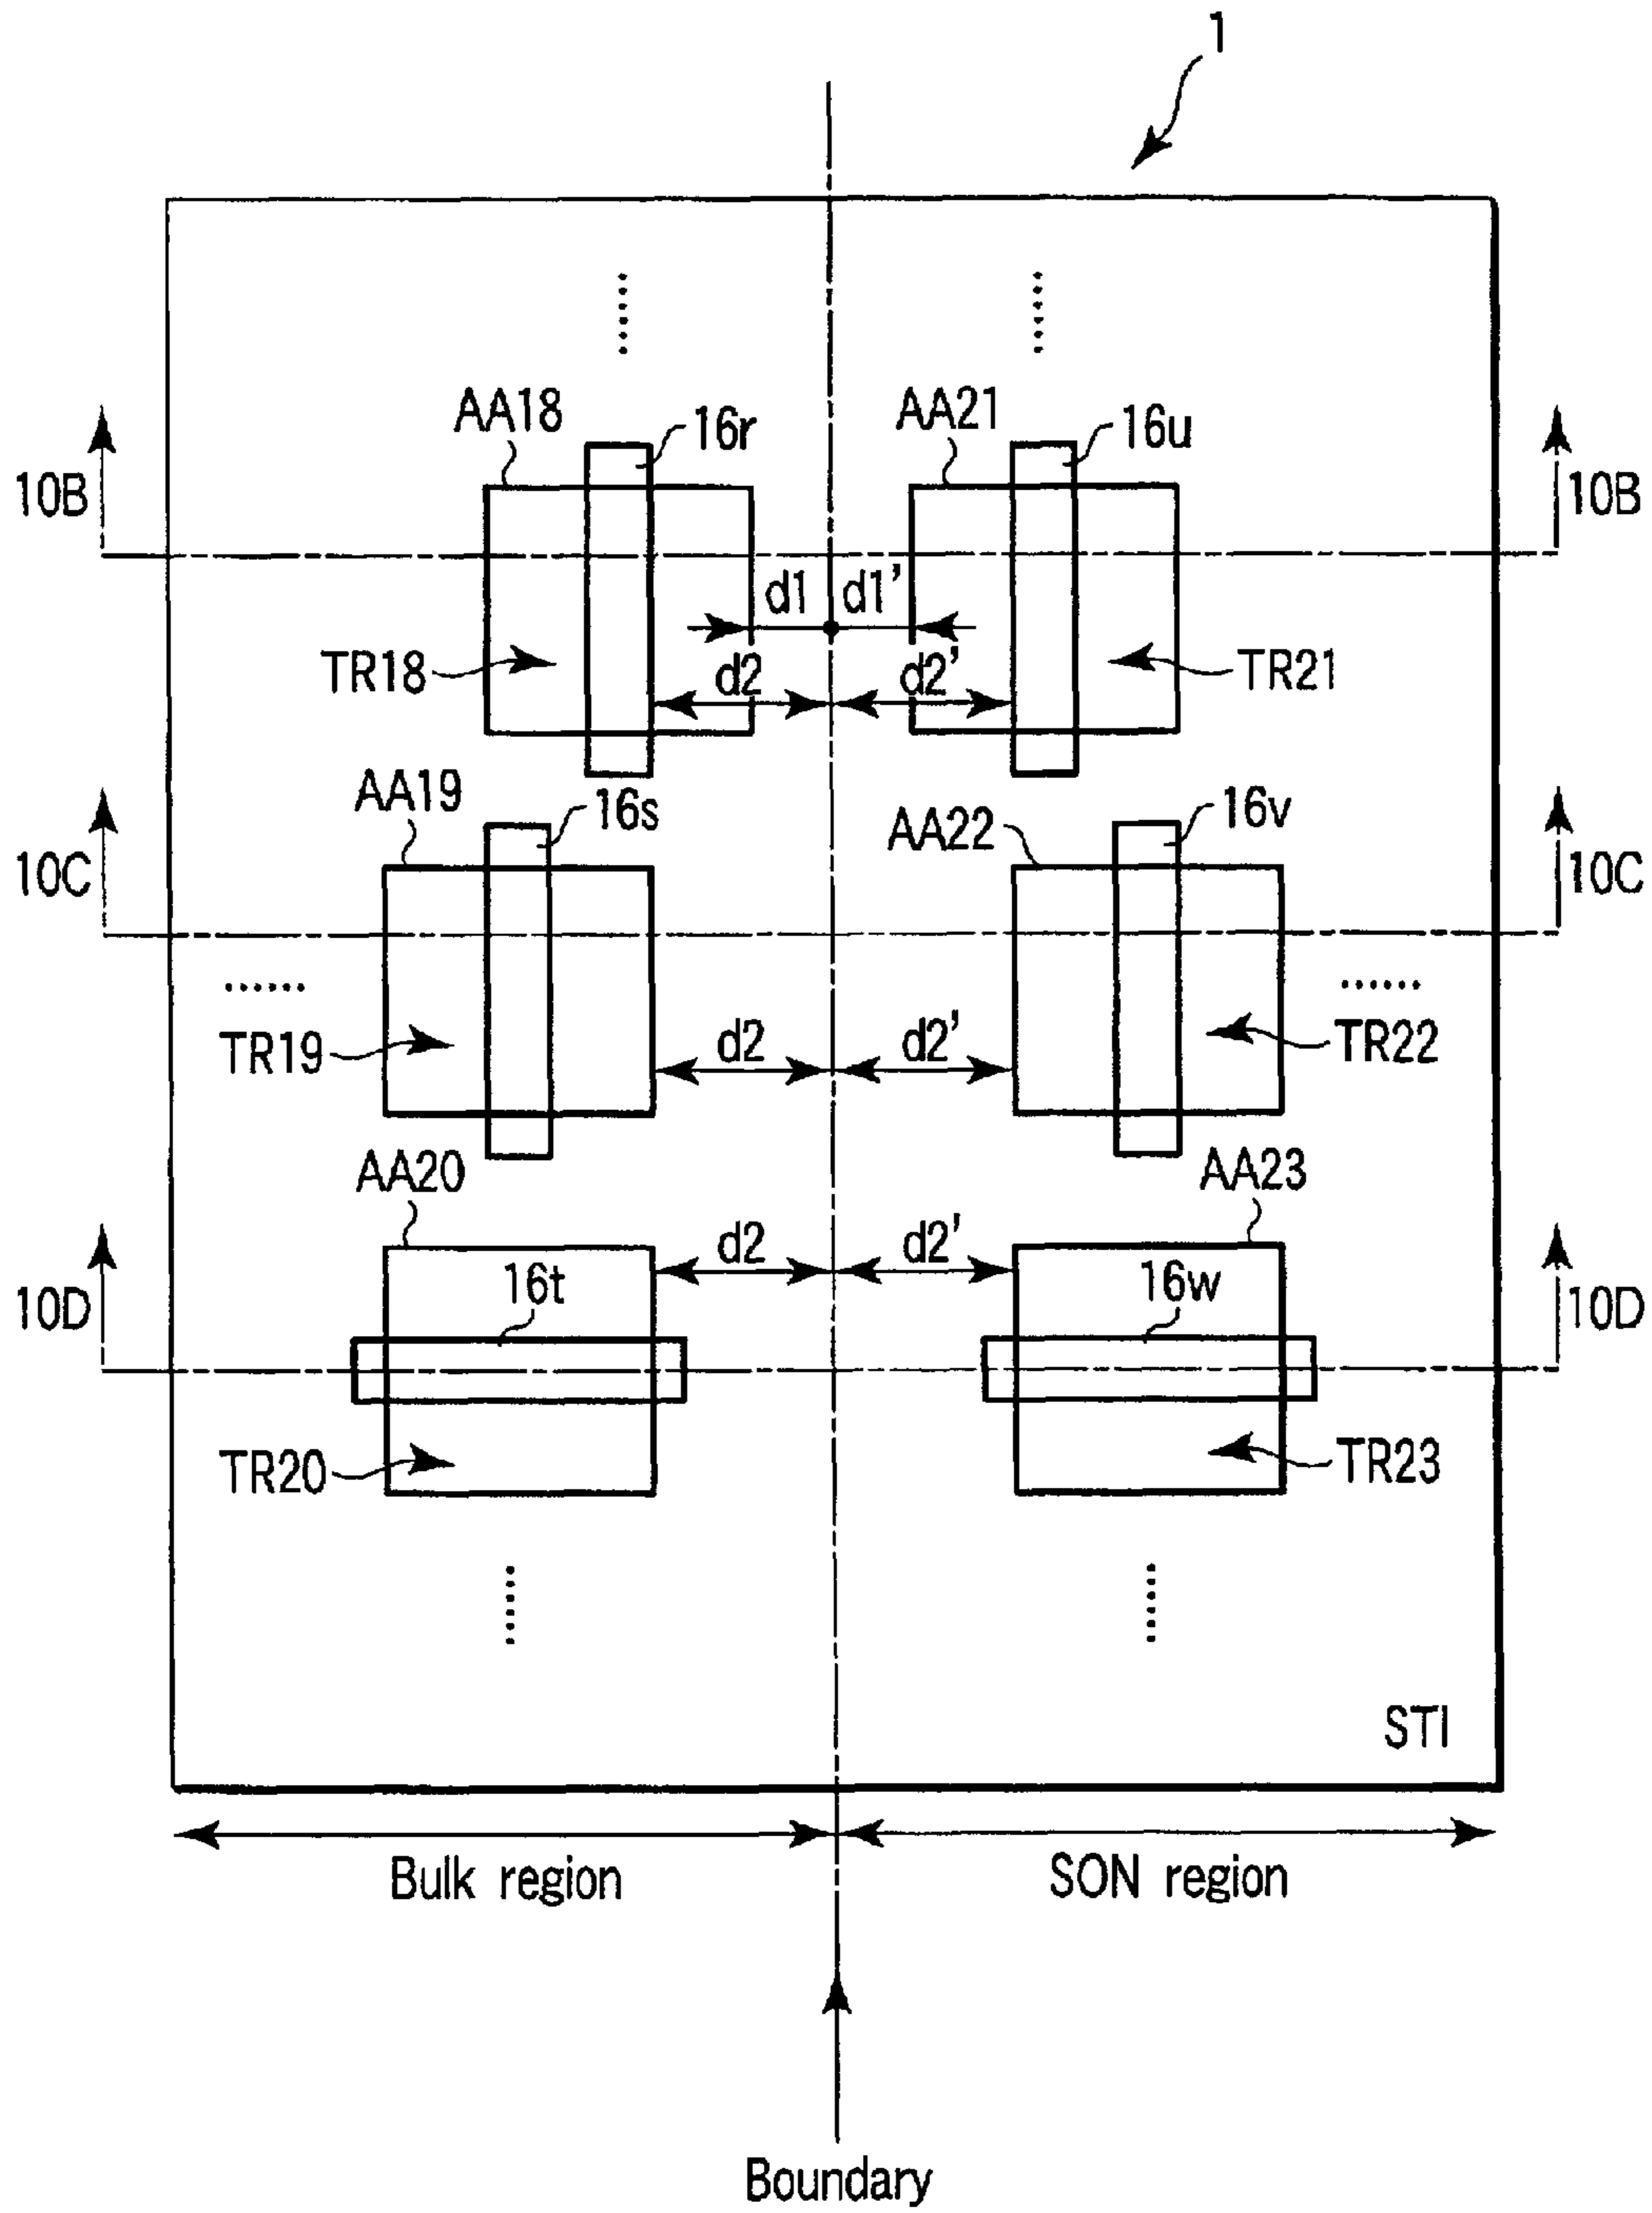 1
AA18
16r
AA21
16u
10B
10B
d1
d1'
TR18
d2
d2'
TR21
AA19
16s
AA22
16v
10C
10C
TR19
d2
d2'
TR22
AA20
AA23
d2
d2'
10D
16t
16w
10D
TR20
TR23
STI
Bulk region
SON region
Boundary